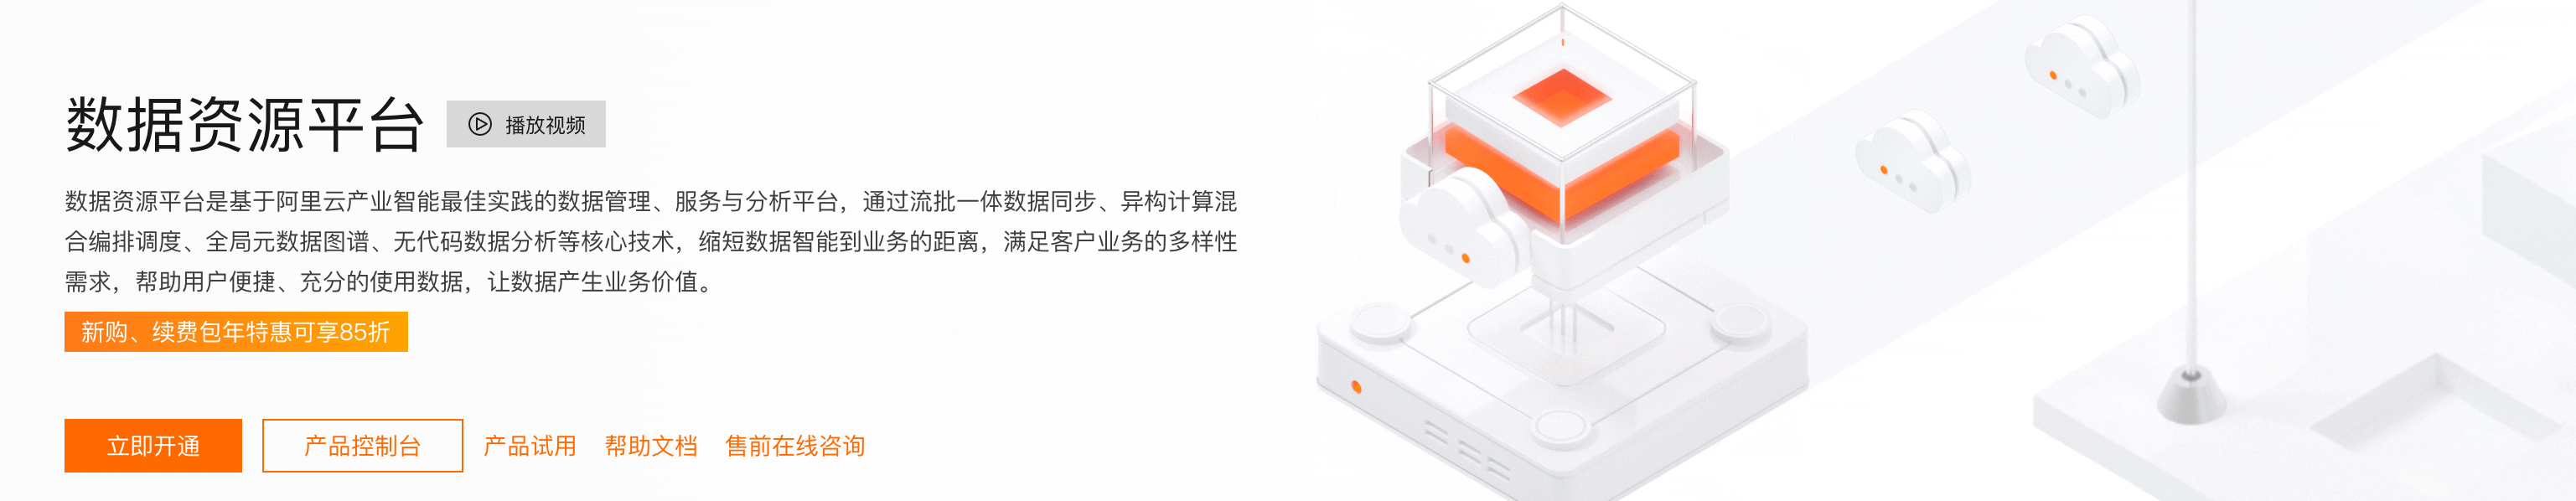 数据资源平台
播放视频
数据资源平台是基于阿里云产业智能最佳实践的数据管理、服务与分析平台，通过流批一体数据同步、异构计算混
合编排调度、全局元数据图谱、无代码数据分析等核心技术，缩短数据智能到业务的距离，满足客户业务的多样性
需求，帮助用户便捷、充分的使用数据，让数据产生业务价值。
新购、续费包年特惠可享85折
立即开通 产品控制台 产品试用 帮助文档 售前在线咨询